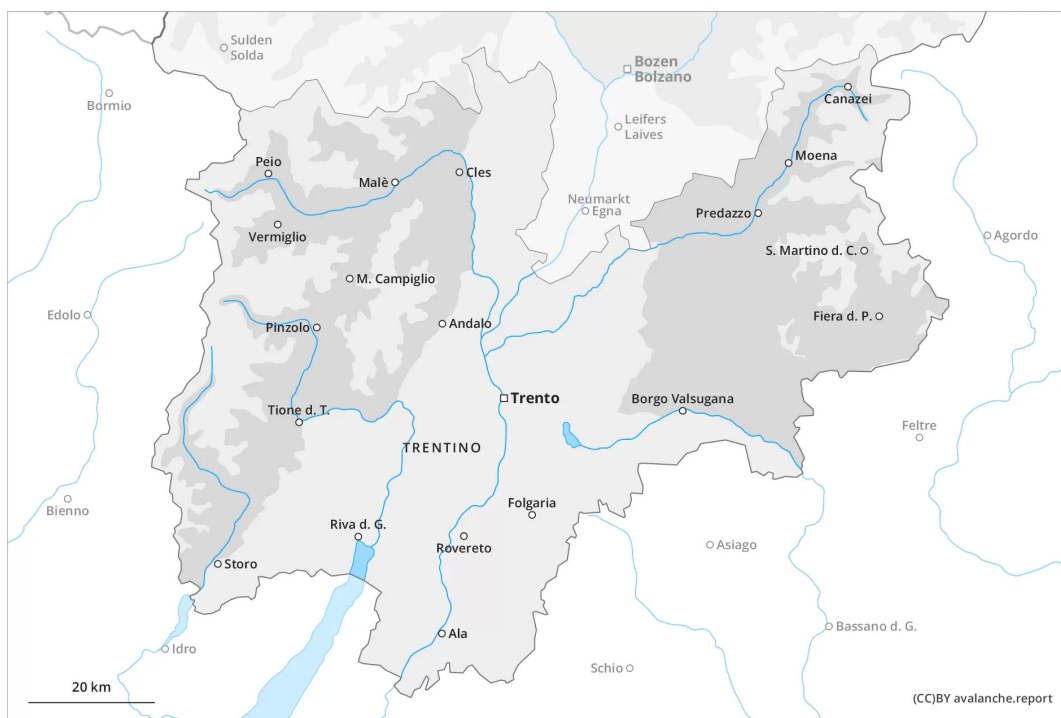 Sulden
Solda
Bozen
Bolzano
Canazei
Bormio
Leifers
Laives
Moena
Peio
Malè
Cles
Neumarkt
Egna
Predazzo
Vermiglio
S. Martino d. C.
Agordo
M. Campiglio
Edolo
Pinzolo
Andalo
Fiera d. P.
Trento
Borgo Valsugana
Tione d. T.
Feltre
TRENTINO
Bienno
Folgaria
Riva d. G.
Rovereto
Asiago
Storo
Ala
Bassano d. G.
Idro
Schio
20 km
(CC)BY avalanche.report